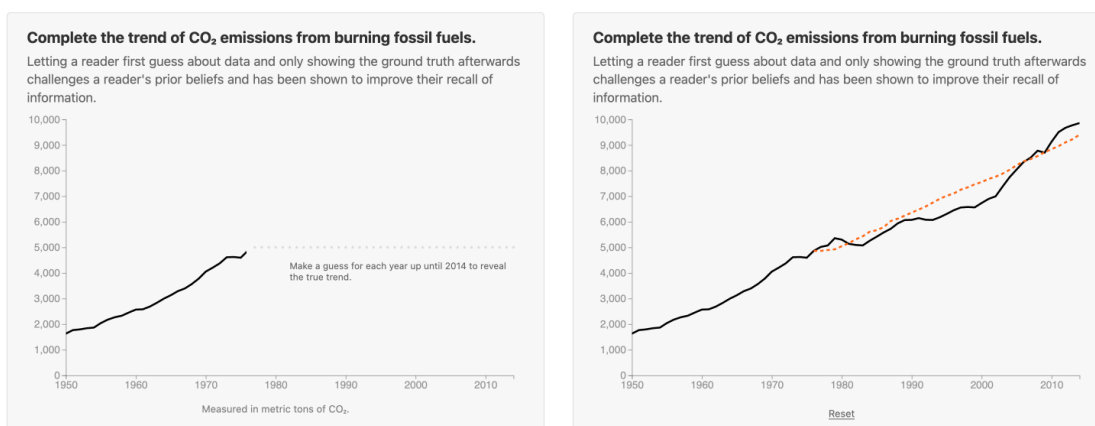 Complete the trend of CO₂ emissions from burning fossil fuels.
Letting a reader first guess about data and only showing the ground truth afterwards
challenges a reader's prior beliefs and has been shown to improve their recall of
information.
10,000
9,000
8,000
7,000
6,000
5,000
4,000
3,000
2,000
1,000
0
Make a guess for each year up until 2014 to reveal
the true trend.
1950 1960 1970 1980 1990 2000 2010
Measured in metric tons of CO₂.
Complete the trend of CO₂ emissions from burning fossil fuels.
Letting a reader first guess about data and only showing the ground truth afterwards
challenges a reader's prior beliefs and has been shown to improve their recall of
information.
10,000
9,000
8,000
7,000
6,000
5,000
4,000
3,000
2,000
1,000
0
1950 1960 1970 1980 1990 2000 2010
Reset